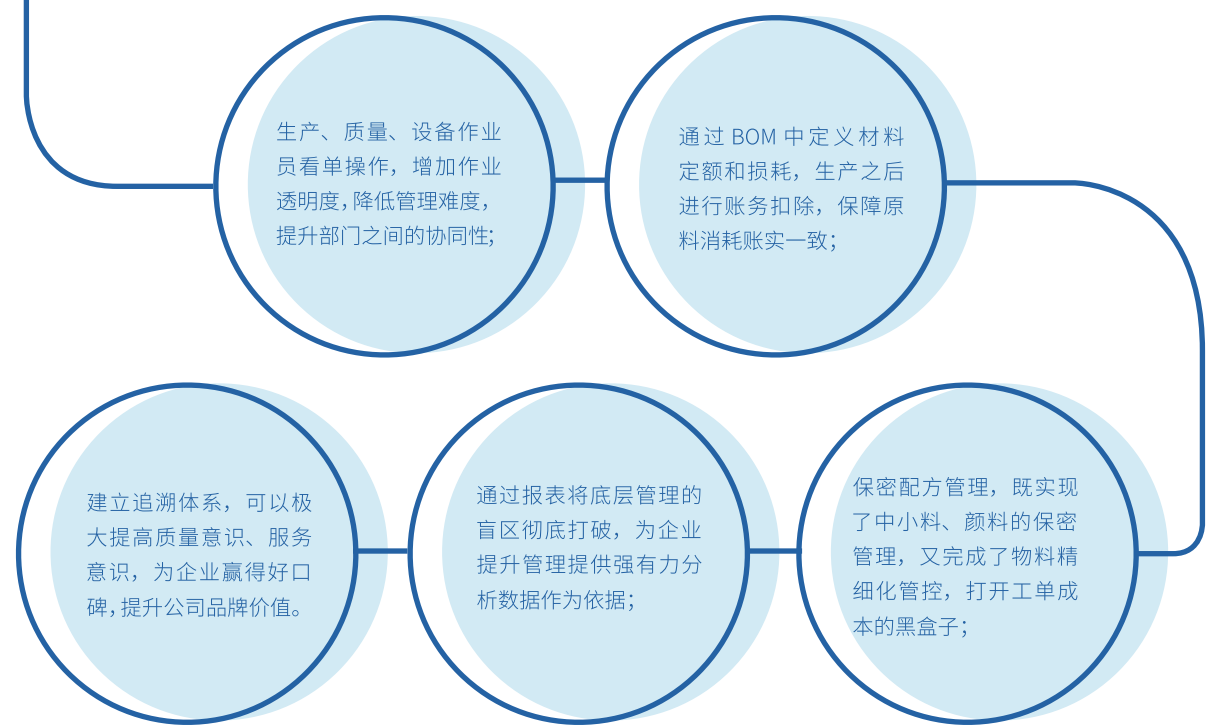 生产、质量、设备作业
员看单操作，增加作业
透明度，降低管理难度，
提升部门之间的协同性；
通过 BOM 中定义材料
定额和损耗，生产之后
进行账务扣除，保障原
料消耗账实一致；
保密配方管理，既实现
了中小料、颜料的保密
管理，又完成了物料精
细化管控，打开工单成
本的黑盒子；
通过报表将底层管理的
盲区彻底打破，为企业
提升管理提供强有力分
析数据作为依据；
建立追溯体系，可以极
大提高质量意识、服务
意识，为企业赢得好口
碑，提升公司品牌价值。